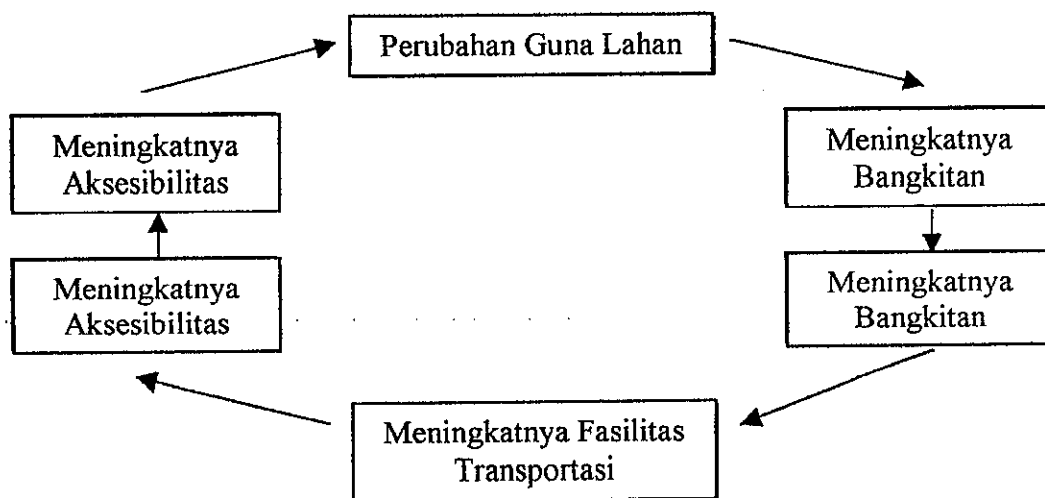 Perubahan Guna Lahan
Meningkatnya
Aksesibilitas
Meningkatnya
Bangkitan
Meningkatnya
Aksesibilitas
Meningkatnya
Bangkitan
Meningkatnya Fasilitas
Transportasi